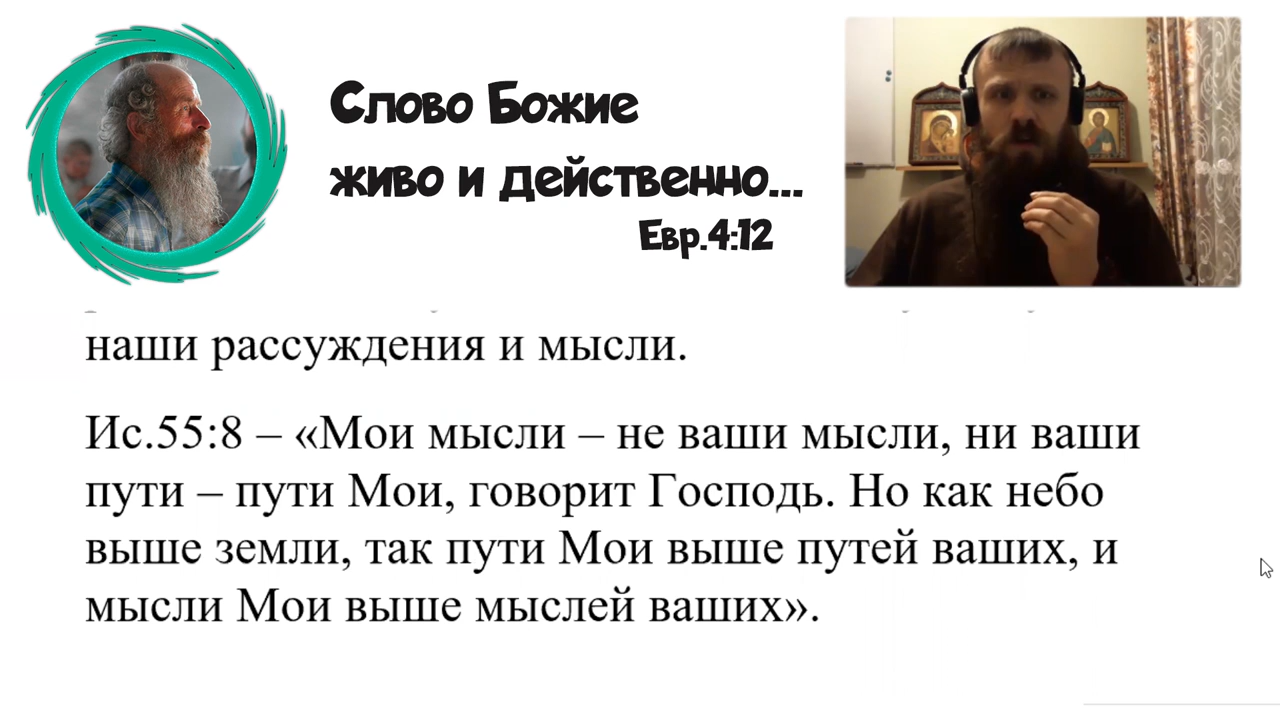 Слово Божие
живо и действенно...
Евр.4:12
наши рассуждения и мысли.
Ис.55:8 – «Мои мысли – не ваши мысли, ни ваши
пути – пути Мои, говорит Господь. Но как небо
выше земли, так пути Мои выше путей ваших, и
мысли Мои выше мыслей ваших».